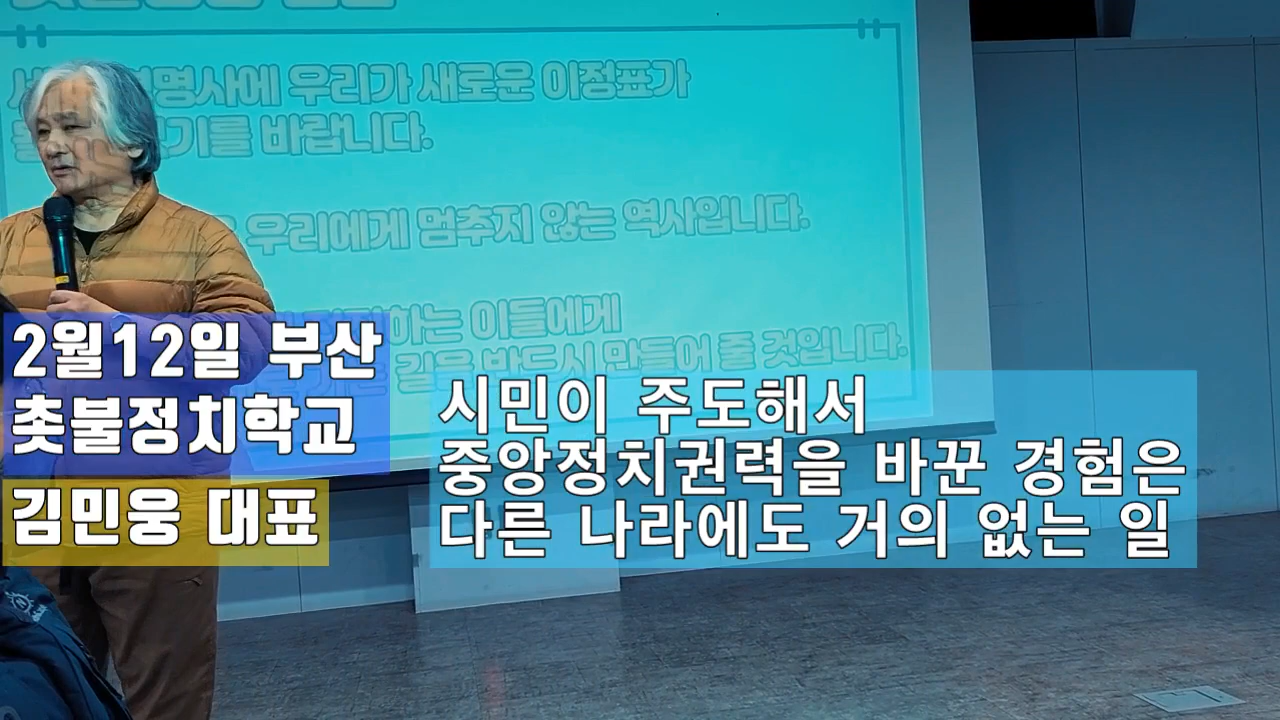 우리가 새로운 이정표가
바랍니다.
우리에게 멈추지 않는 역사입니다.
하는 이들에게
길을 반드시 만들어 줄 것입니다.
2월12일 부산
촛불정치학교
김민웅 대표
시민이 주도해서
중앙정치권력을 바꾼 경험은
다른 나라에도 거의 없는 일